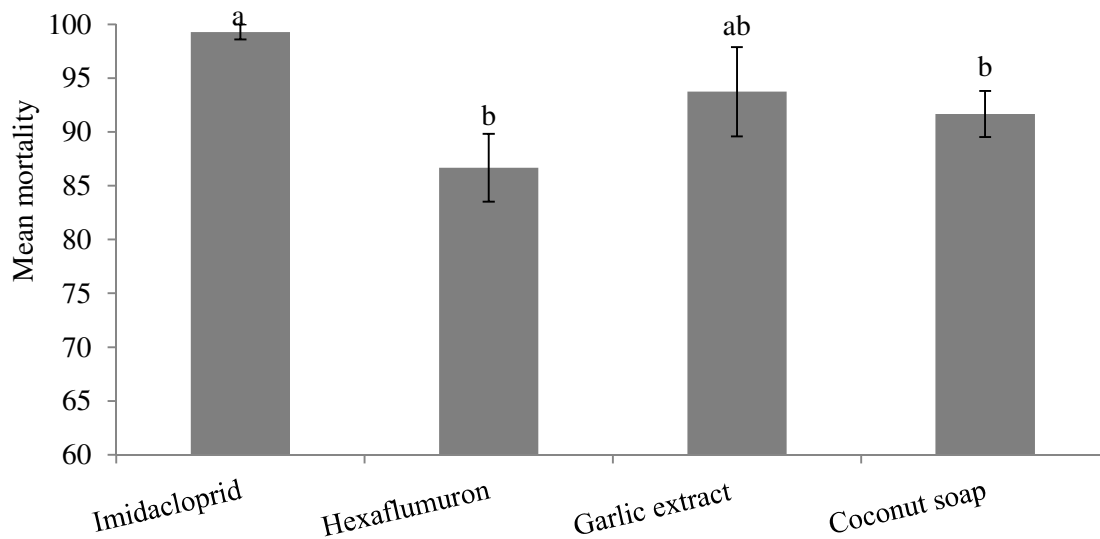 Mean mortality
100
95
90
85
80
75
70
65
60
a
b
ab
b
Imidacloprid
Hexaflumuron
Garlic extract
Coconut soap